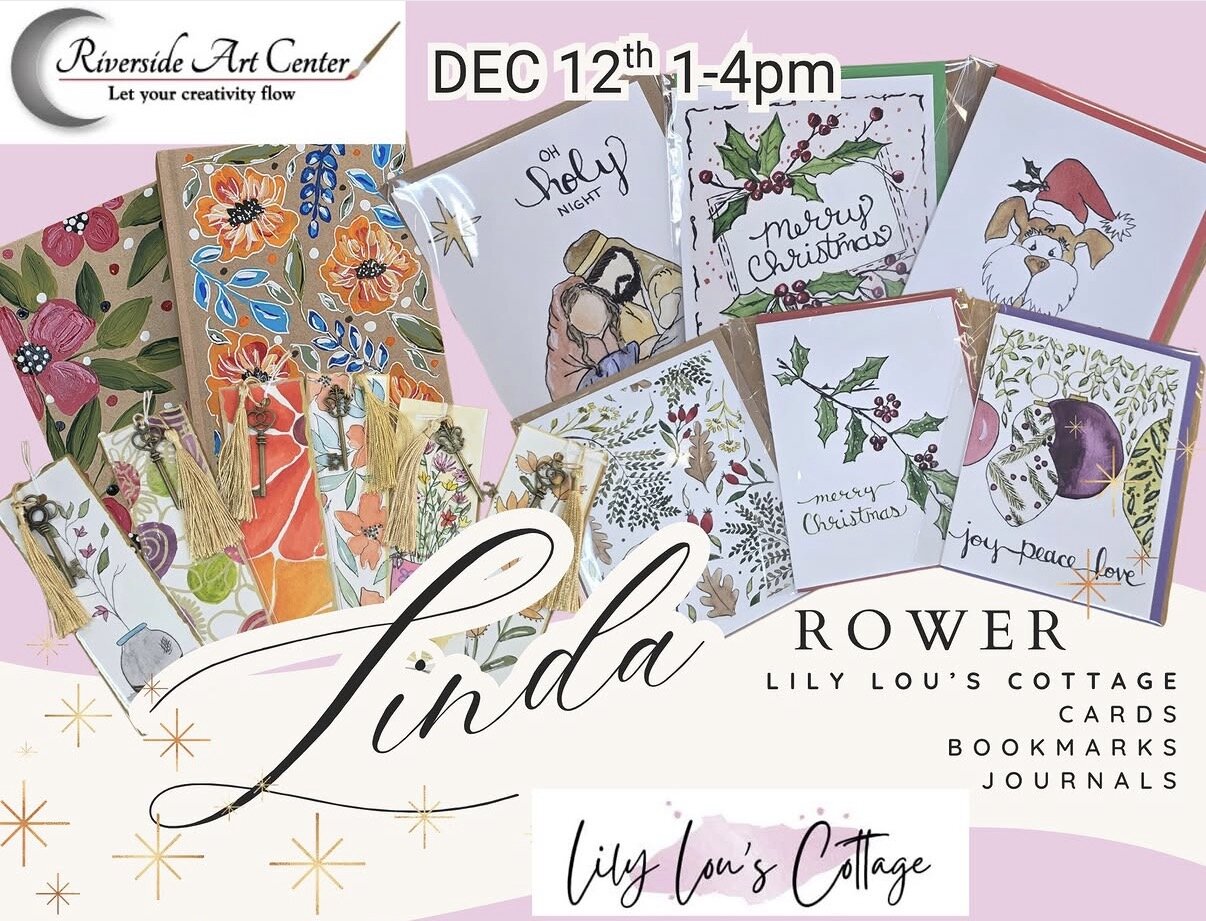 Riverside Art Center
Let your creativity flow
DEC 12th 1-4pm
OH
holy
NIGHT
merry
Christmas
merry
Christmas
joy peace love
Linda
ROWER
LILY LOU'S COTTAGE
CARDS
BOOKMARKS
JOURNALS
Lily Lou's Cottage